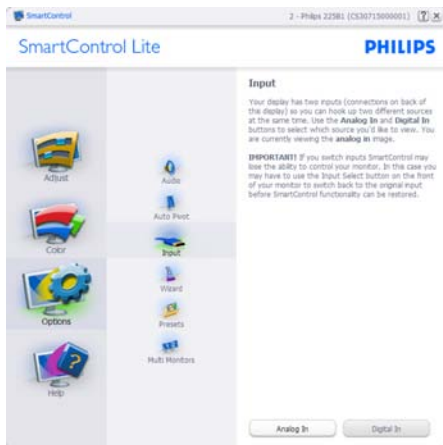 SmartControl
2 - Philips 225B1 (CS30715000001)
SmartControl Lite
PHILIPS
Adjust
Color
Options
Help
Audio
Auto Pivot
Input
Wizard
Presets
Multi Monitors
Input
Your display has two inputs (connections on back of
the display) so you can hook up two different sources
at the same time. Use the Analog In and Digital In
buttons to select which source you'd like to view. You
are currently viewing the analog in image.
IMPORTANT! If you switch inputs SmartControl may
lose the ability to control your monitor. In the case you
may have to use the Input Select button on the front
of your monitor to switch back to the original input
before SmartControl functionality can be restored.
Analog In
Digital In